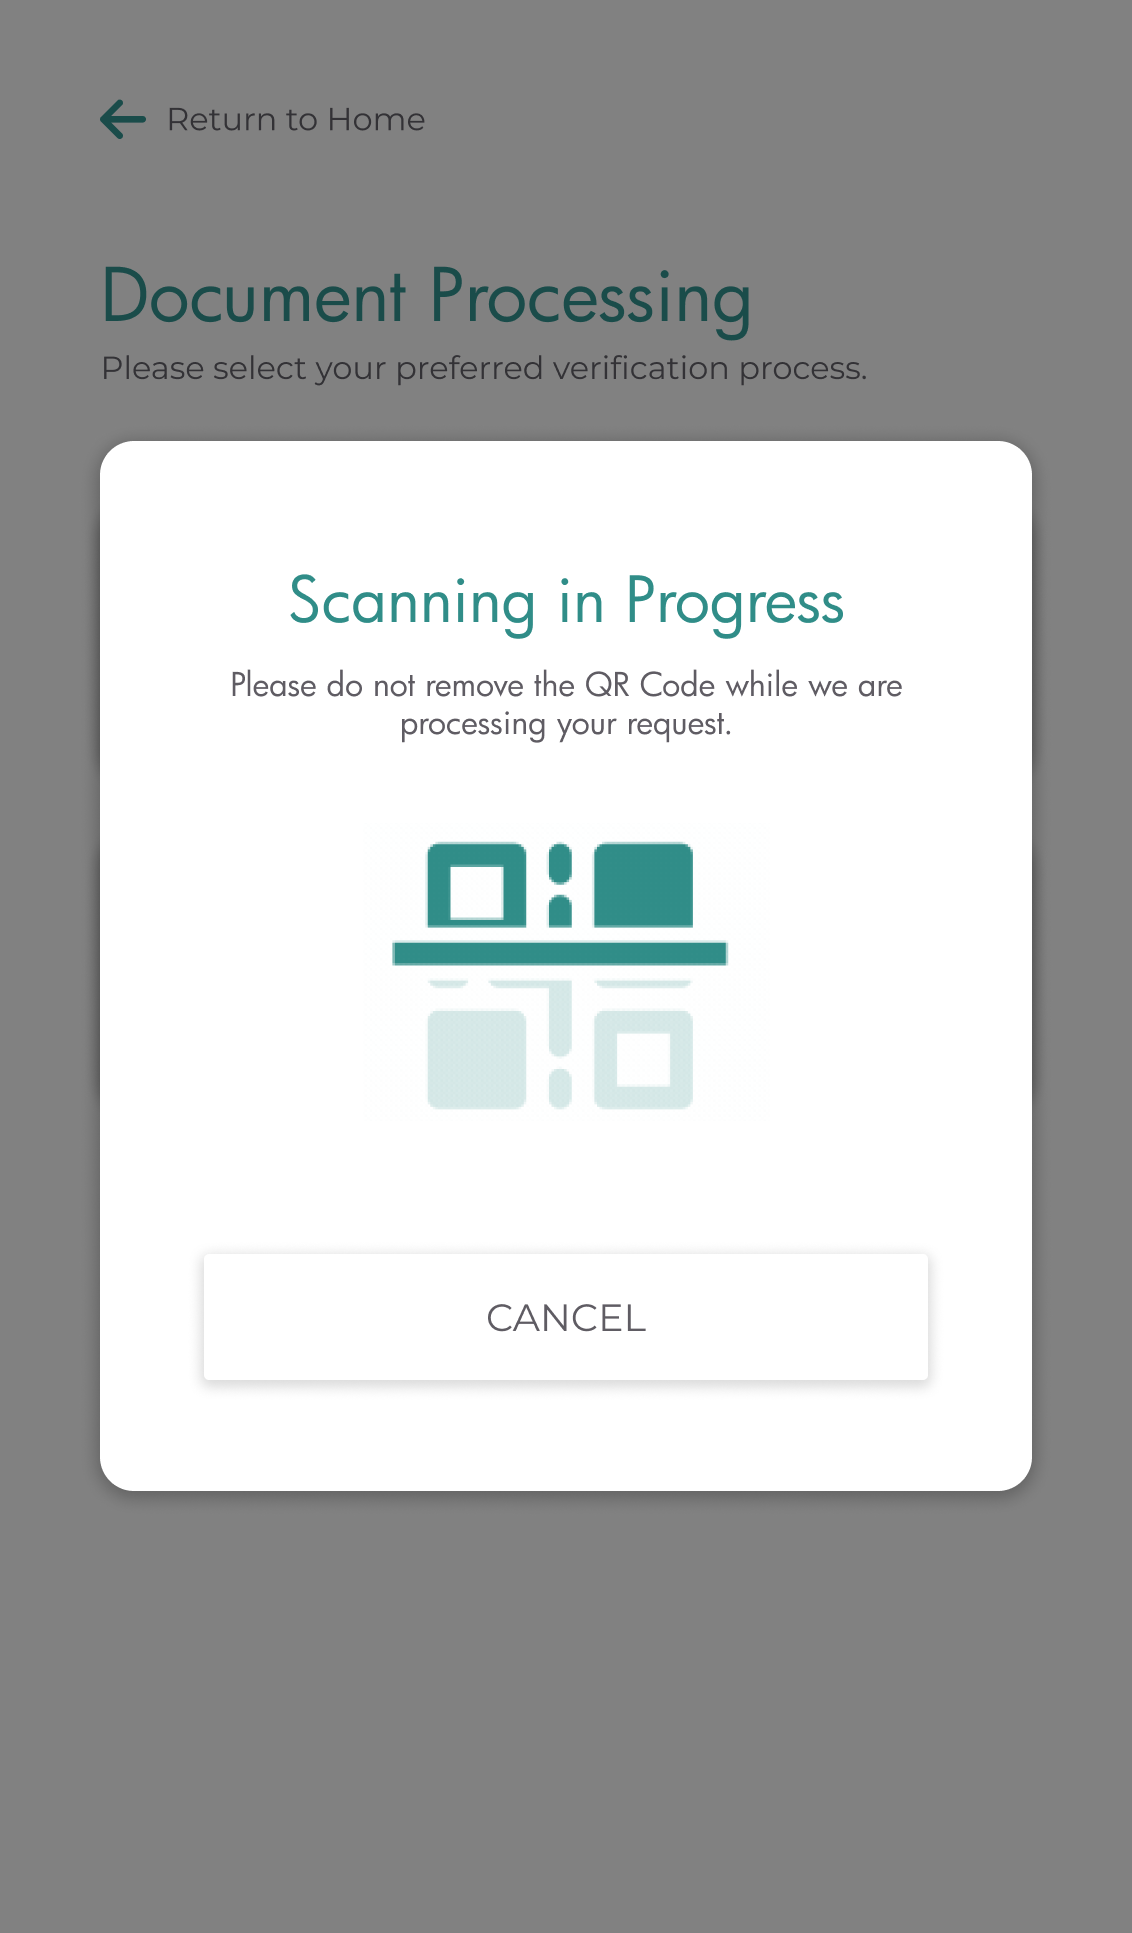 Return to Home
Document Processing
Please select your preferred verification process.
Scanning in Progress
Please do not remove the QR Code while we are
processing your request.
CANCEL